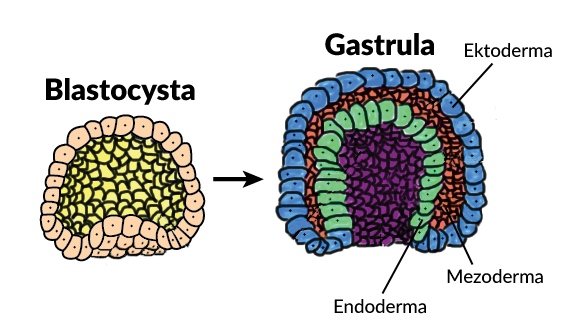 Gastrula
Ektoderma
Blastocysta
Mezoderma
Endoderma